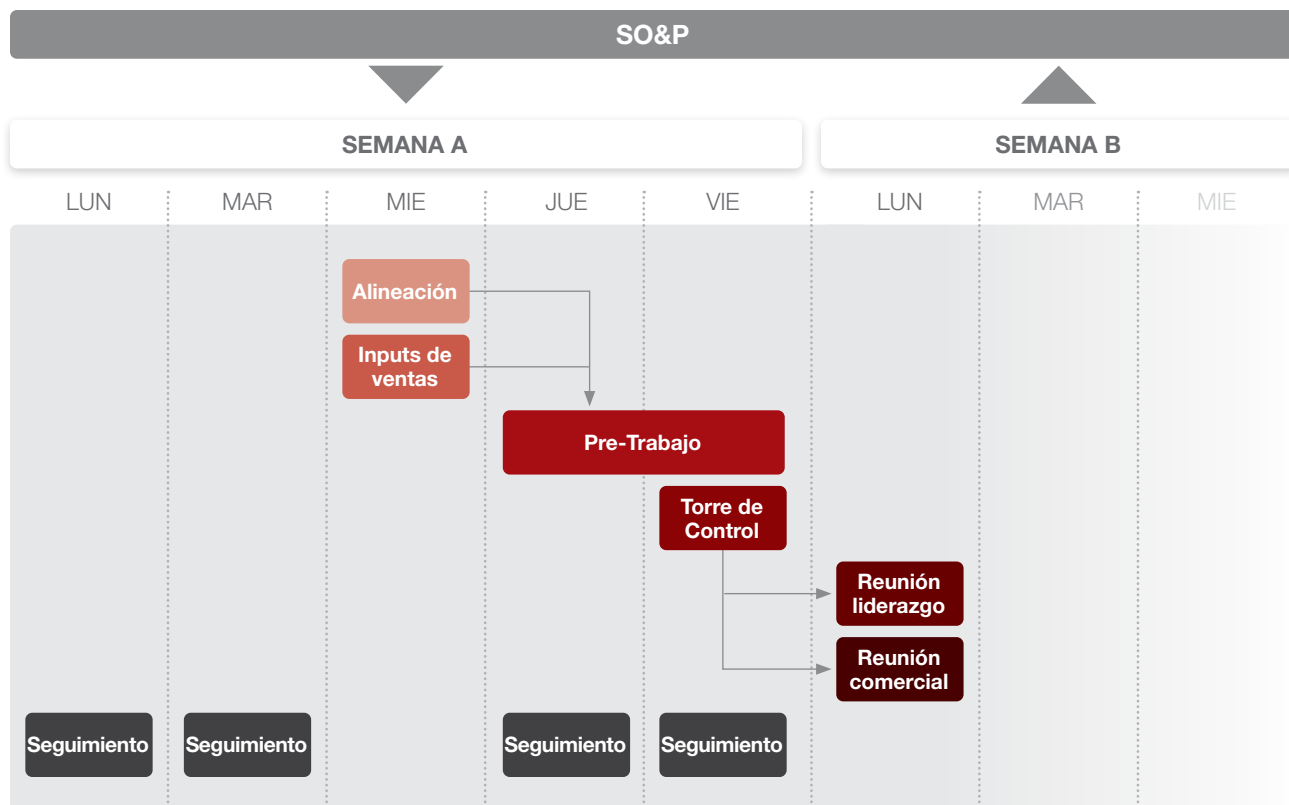 SO&P
SEMANA A
SEMANA B
LUN
MAR
MIE
JUE
VIE
LUN
MAR
MIE
Alineación
Inputs de
ventas
Pre-Trabajo
Torre de
Control
Reunión
liderazgo
Reunión
comercial
Seguimiento
Seguimiento
Seguimiento
Seguimiento